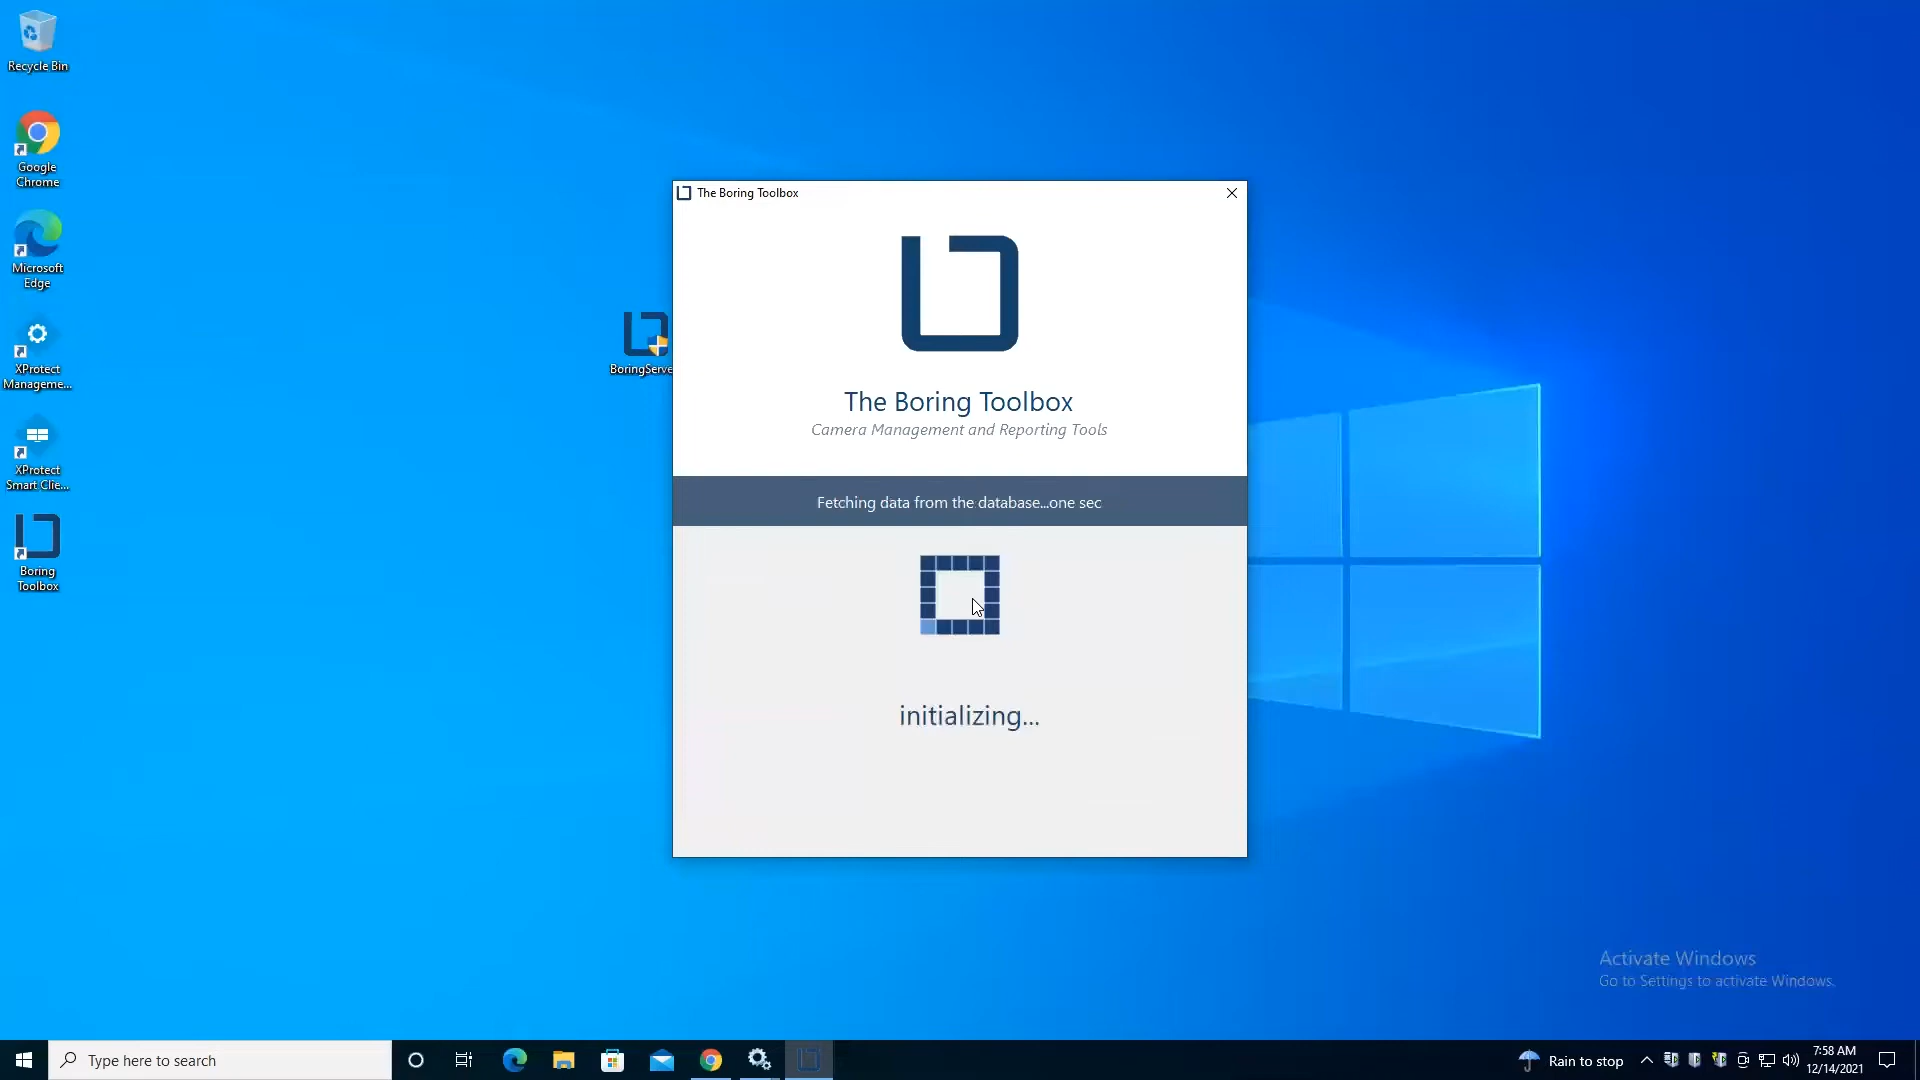 Recycle Bin
Google
Chrome
Microsoft
Edge
XProtect
Manageme...
XProtect
Smart Clie...
Boring
Toolbox
BoringServe
The Boring Toolbox
The Boring Toolbox
Camera Management and Reporting Tools
Fetching data from the database...one sec
initializing...
Activate Windows
Go to Settings to activate Windows.
Type here to search
Rain to stop
7:58 AM
12/14/2021